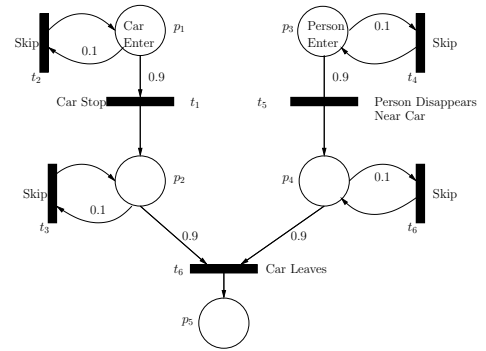 Car
Enter
p1
p3
Person
Enter
Skip
0.1
0.1
Skip
t2
0.9
0.9
t4
Car Stop
t1
t5
Person Disappears
Near Car
Skip
0.1
p2
p4
0.1
Skip
t3
t6
0.9
0.9
t6
Car Leaves
p5